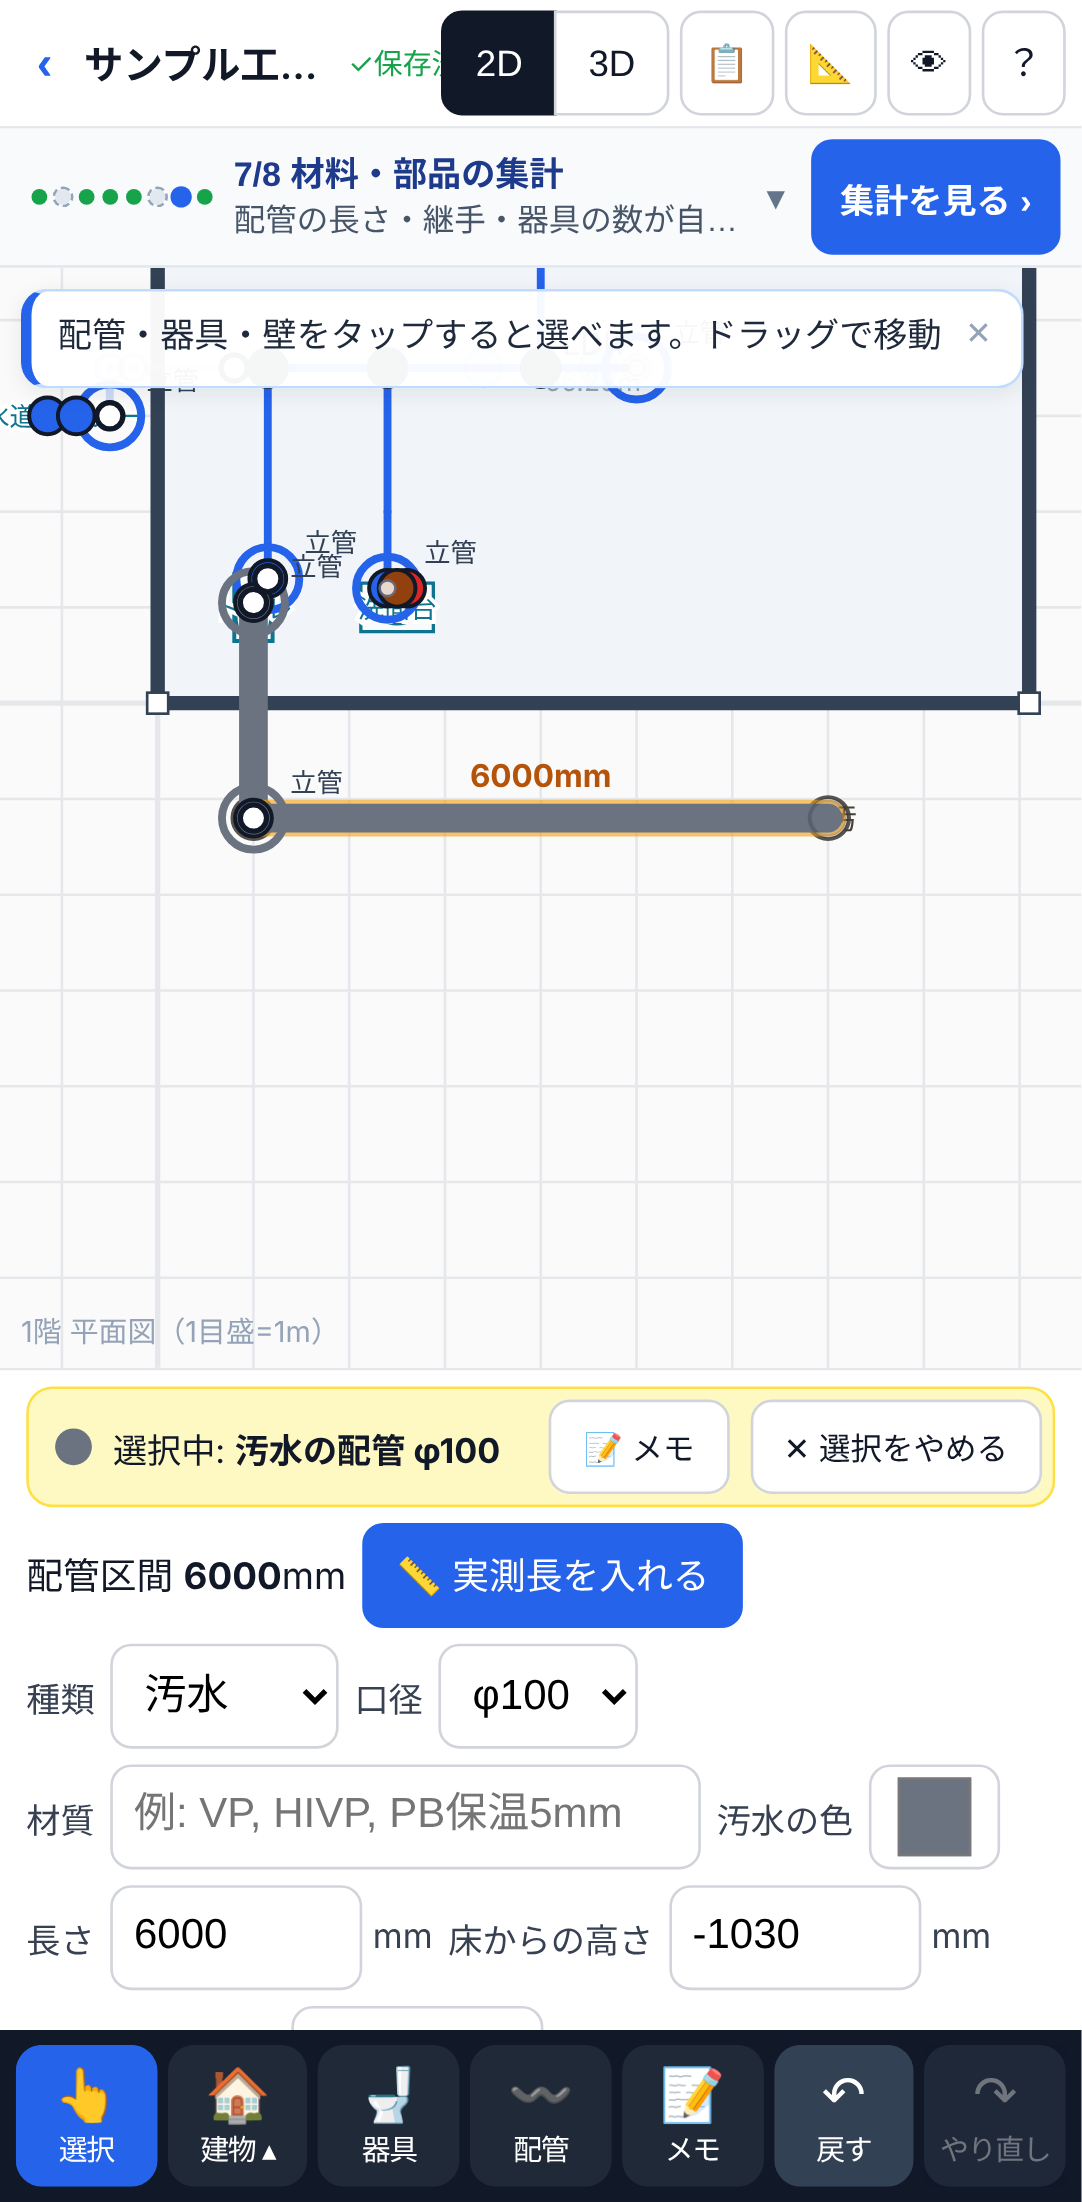 ‹ サンプル工… ✓保存 2D 3D ?
7/8 材料・部品の集計
配管の長さ・継手・器具の数が自… ▼
集計を見る ›
配管・器具・壁をタップすると選べます。ドラッグで移動 ✕
立管
水道
立管
立管
立管
洗面台
立管
6000mm
1階 平面図（1目盛=1m）
選択中: 汚水の配管 φ100
メモ
✕ 選択をやめる
配管区間 6000mm
実測長を入れる
種類 汚水 口径 φ100
材質 例: VP, HIVP, PB保温5mm 汚水の色
長さ 6000 mm 床からの高さ -1030 mm
選択 建物▲ 器具 配管 メモ 戻す やり直し